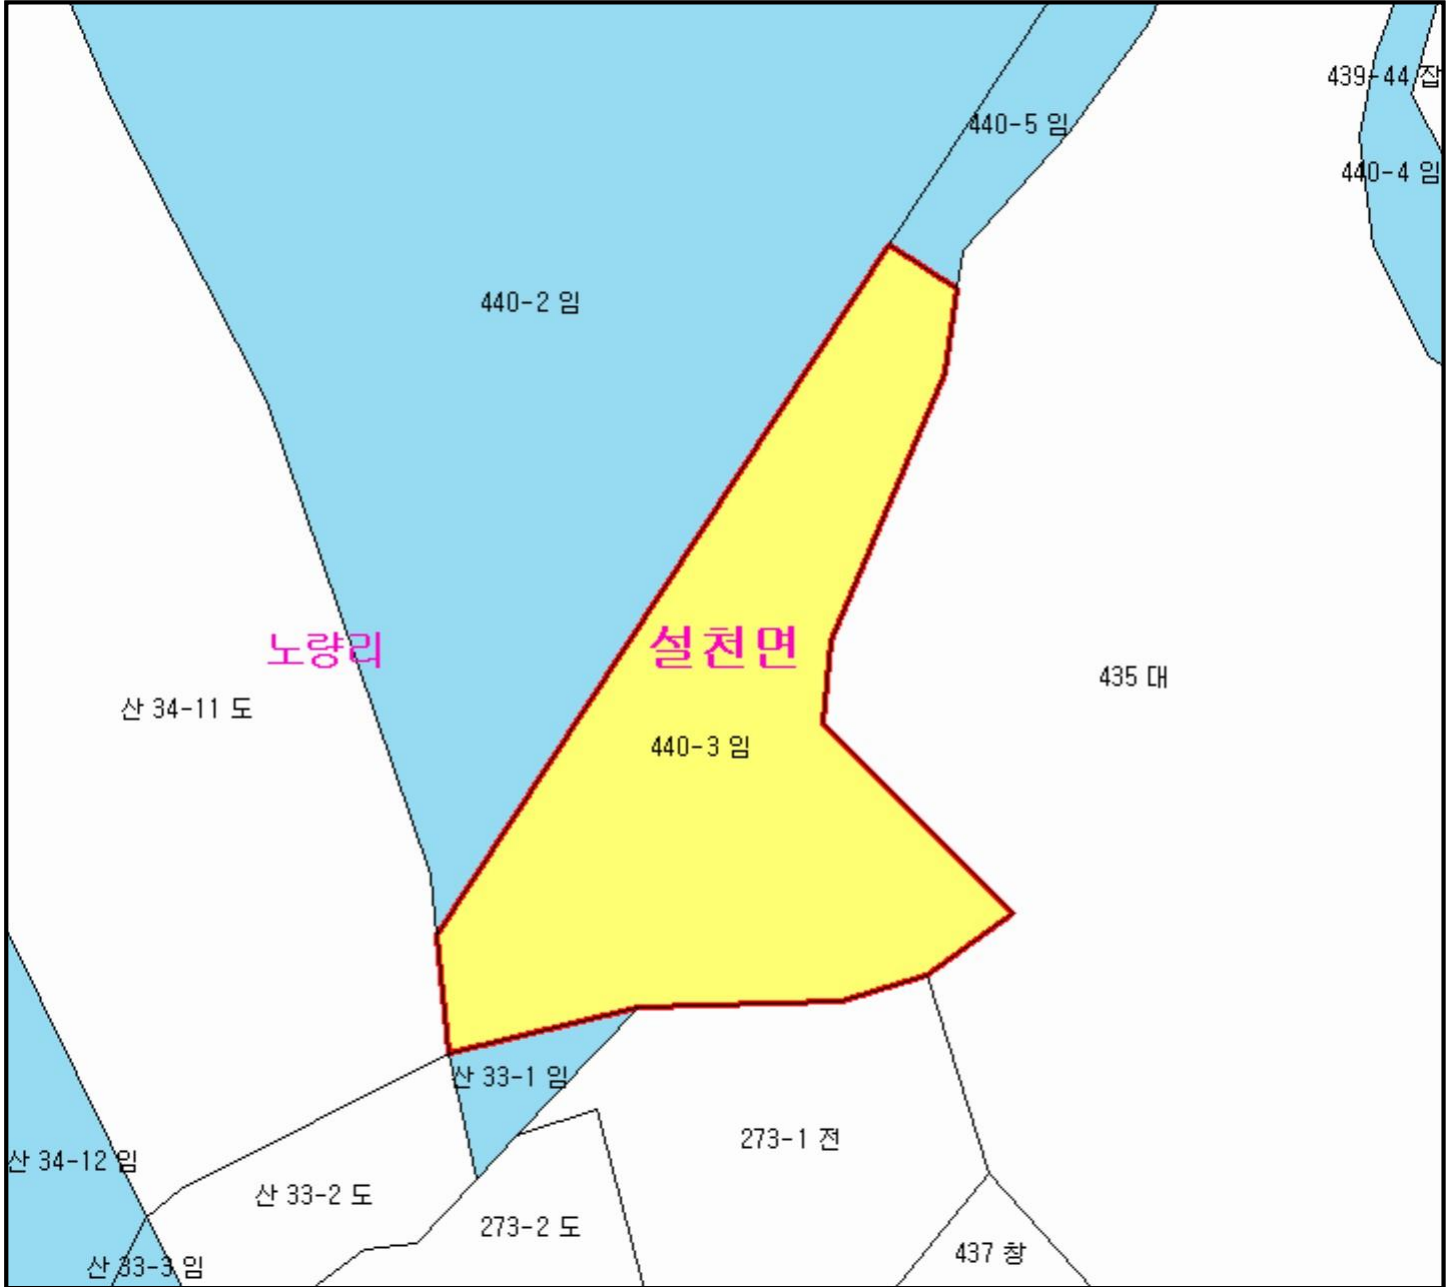 439-44 잡
440-5 임
440-4 임
440-2 임
노량리
설천면
435 대
산 34-11 도
440-3 임
산 33-1 임
273-1 전
산 34-12 임
산 33-2 도
273-2 도
437 창
산 33-3 임